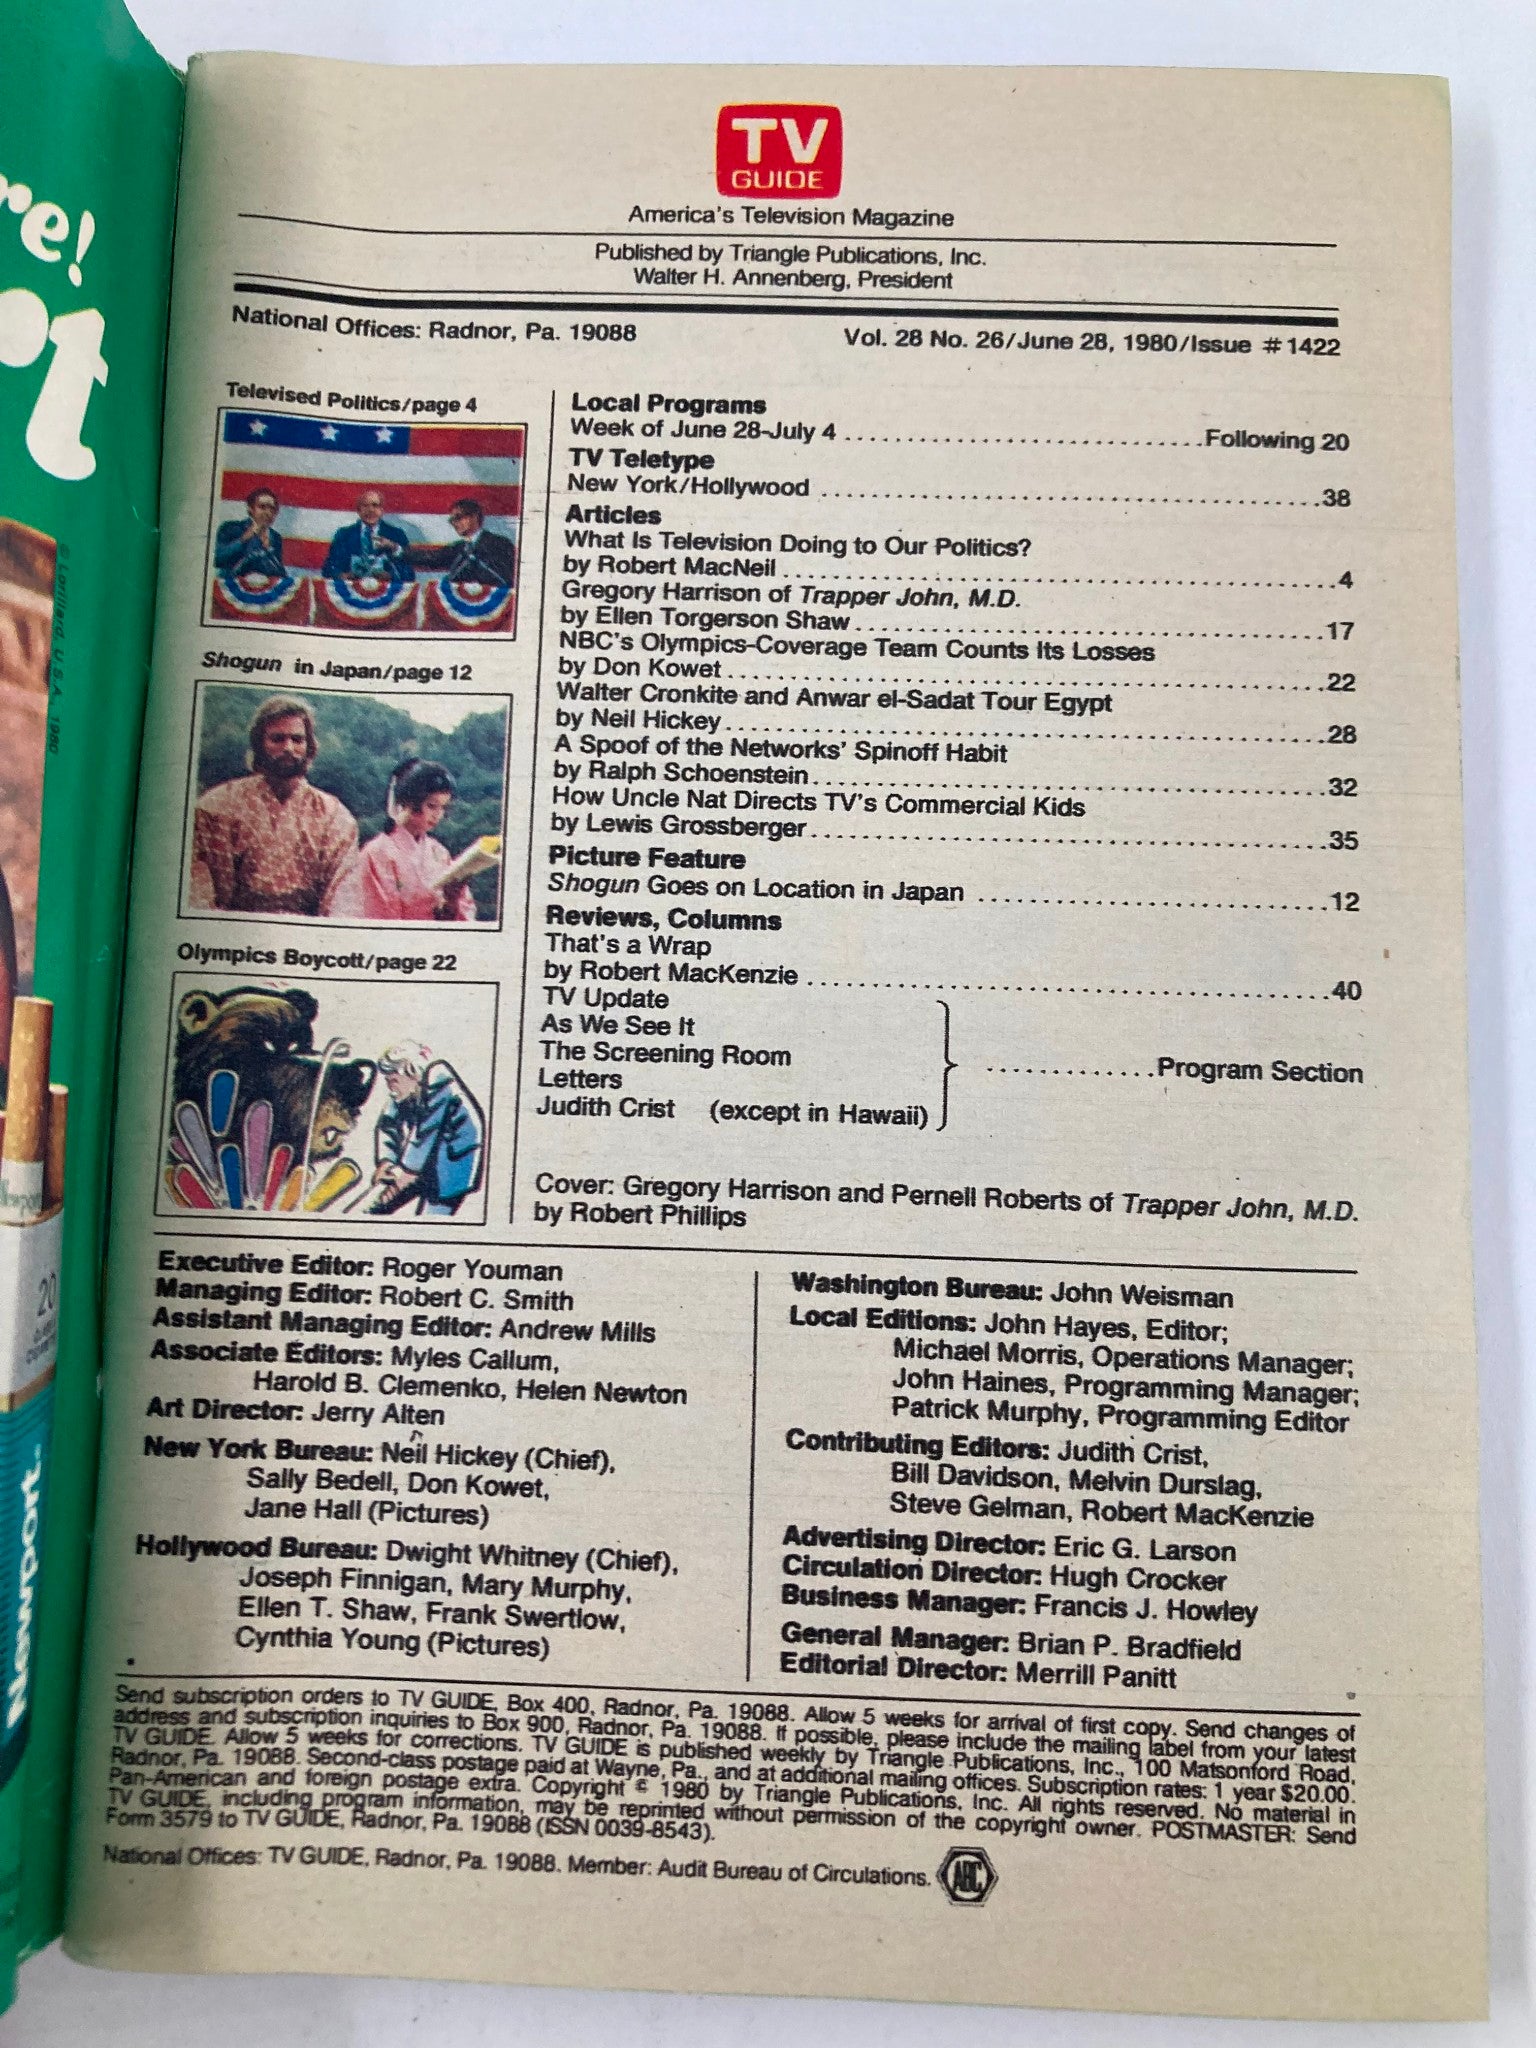 re!
ot
© Lorillard, U.S.A., 1980
20
Newport
TV
GUIDE
America's Television Magazine
Published by Triangle Publications, Inc.
Walter H. Annenberg, President
National Offices: Radnor, Pa. 19088
Vol. 28 No. 26/June 28, 1980/Issue #1422
Televised Politics/page 4
Shogun in Japan/page 12
Olympics Boycott/page 22
Local Programs
Week of June 28-July 4 ............................Following 20
TV Teletype
New York/Hollywood ........................................38
Articles
What Is Television Doing to Our Politics?
by Robert MacNeil ...........................................4
Gregory Harrison of Trapper John, M.D.
by Ellen Torgerson Shaw....................................17
NBC's Olympics-Coverage Team Counts Its Losses
by Don Kowet..............................................22
Walter Cronkite and Anwar el-Sadat Tour Egypt
by Neil Hickey..............................................28
A Spoof of the Networks' Spinoff Habit
by Ralph Schoenstein.......................................32
How Uncle Nat Directs TV's Commercial Kids
by Lewis Grossberger.......................................35
Picture Feature
Shogun Goes on Location in Japan ...........................12
Reviews, Columns
That's a Wrap
by Robert MacKenzie .......................................40
TV Update
As We See It
The Screening Room
Letters
Judith Crist (except in Hawaii)
.............Program Section
Cover: Gregory Harrison and Pernell Roberts of Trapper John, M.D.
by Robert Phillips
Executive Editor: Roger Youman
Managing Editor: Robert C. Smith
Assistant Managing Editor: Andrew Mills
Associate Editors: Myles Callum,
Harold B. Clemenko, Helen Newton
Art Director: Jerry Alten
New York Bureau: Neil Hickey (Chief),
Sally Bedell, Don Kowet,
Jane Hall (Pictures)
Hollywood Bureau: Dwight Whitney (Chief),
Joseph Finnigan, Mary Murphy,
Ellen T. Shaw, Frank Swertlow,
Cynthia Young (Pictures)
Washington Bureau: John Weisman
Local Editions: John Hayes, Editor;
Michael Morris, Operations Manager;
John Haines, Programming Manager;
Patrick Murphy, Programming Editor
Contributing Editors: Judith Crist,
Bill Davidson, Melvin Durslag,
Steve Gelman, Robert MacKenzie
Advertising Director: Eric G. Larson
Circulation Director: Hugh Crocker
Business Manager: Francis J. Howley
General Manager: Brian P. Bradfield
Editorial Director: Merrill Panitt
Send subscription orders to TV GUIDE, Box 400, Radnor, Pa. 19088. Allow 5 weeks for arrival of first copy. Send changes of
address and subscription inquiries to Box 900, Radnor, Pa. 19088. If possible, please include the mailing label from your latest
TV GUIDE. Allow 5 weeks for corrections. TV GUIDE is published weekly by Triangle Publications, Inc., 100 Matsonford Road,
Radnor, Pa. 19088. Second-class postage paid at Wayne, Pa., and at additional mailing offices. Subscription rates: 1 year $20.00.
Pan-American and foreign postage extra. Copyright © 1980 by Triangle Publications, Inc. All rights reserved. No material in
TV GUIDE, including program information, may be reprinted without permission of the copyright owner. POSTMASTER: Send
Form 3579 to TV GUIDE, Radnor, Pa. 19088 (ISSN 0039-8543).
National Offices: TV GUIDE, Radnor, Pa. 19088. Member: Audit Bureau of Circulations.
ABC